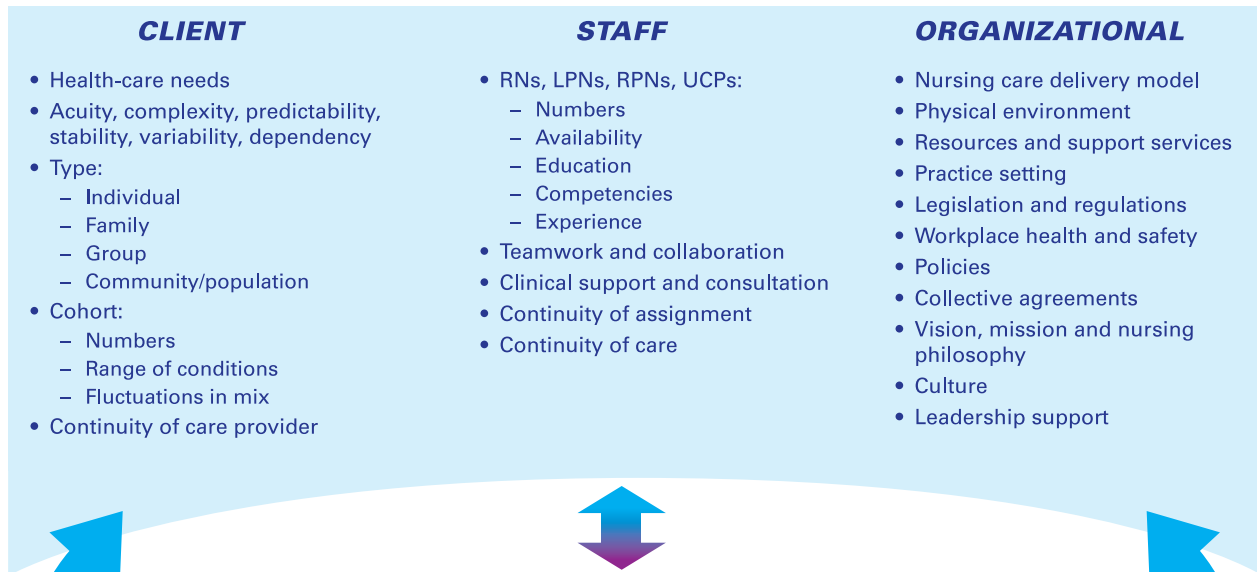 CLIENT
• Health-care needs
• Acuity, complexity, predictability,
stability, variability, dependency
• Type:
– Individual
– Family
– Group
– Community/population
• Cohort:
– Numbers
– Range of conditions
– Fluctuations in mix
• Continuity of care provider
STAFF
• RNs, LPNs, RPNs, UCPs:
– Numbers
– Availability
– Education
– Competencies
– Experience
• Teamwork and collaboration
• Clinical support and consultation
• Continuity of assignment
• Continuity of care
ORGANIZATIONAL
• Nursing care delivery model
• Physical environment
• Resources and support services
• Practice setting
• Legislation and regulations
• Workplace health and safety
• Policies
• Collective agreements
• Vision, mission and nursing
philosophy
• Culture
• Leadership support